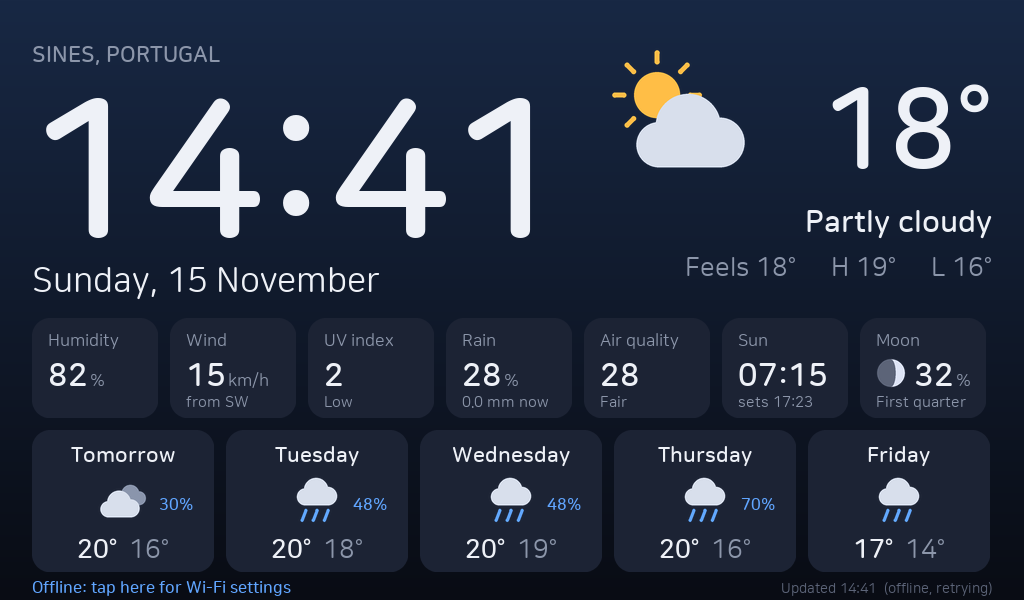 SINES, PORTUGAL
14:41
18°
Partly cloudy
Feels 18° H 19° L 16°
Sunday, 15 November
Humidity
82 %
Wind
15 km/h
from SW
UV index
2
Low
Rain
28 %
0.0 mm now
Air quality
28
Fair
Sun
07:15
sets 17:23
Moon
32 %
First quarter
Tomorrow
30%
20° 16°
Tuesday
48%
20° 18°
Wednesday
48%
20° 19°
Thursday
70%
20° 16°
Friday
17° 14°
Offline: tap here for Wi-Fi settings
Updated 14:41 (offline, retrying)